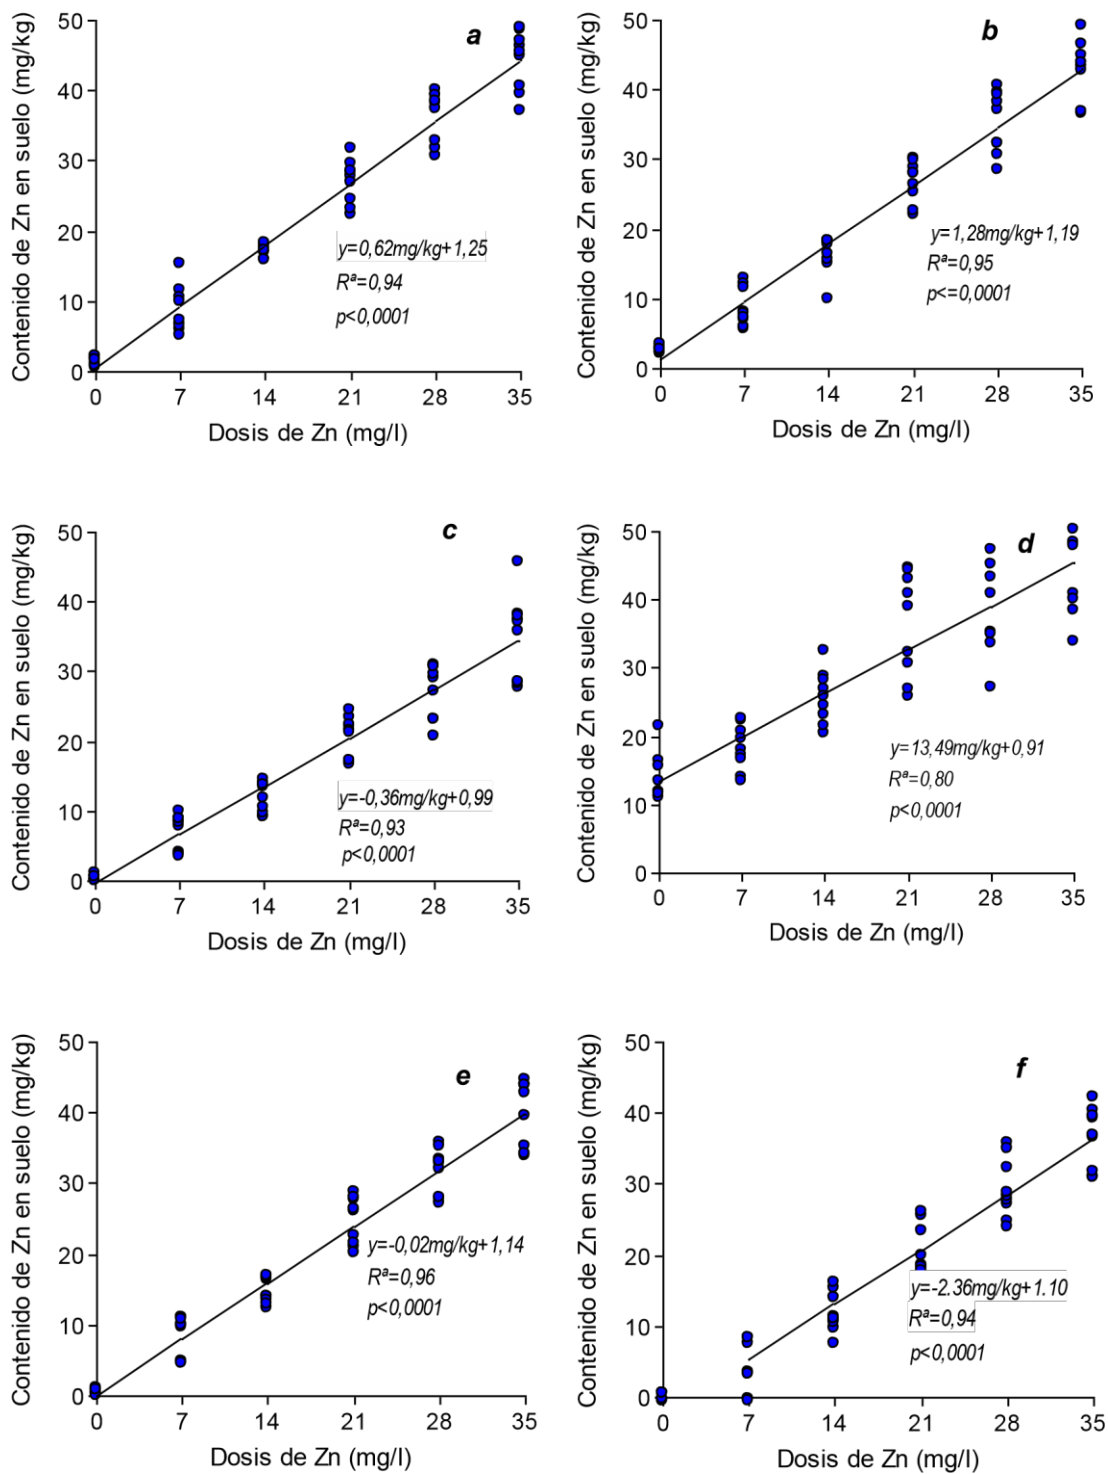 a
Contenido de Zn en suelo (mg/kg)
50
40
30
20
10
0
y=0,62mg/kg+1,25
Rª=0,94
p<0,0001
0 7 14 21 28 35
Dosis de Zn (mg/l)
b
Contenido de Zn en suelo (mg/kg)
50
40
30
20
10
0
y=1,28mg/kg+1,19
Rª=0,95
p<=0,0001
0 7 14 21 28 35
Dosis de Zn (mg/l)
c
Contenido de Zn en suelo (mg/kg)
50
40
30
20
10
0
y=-0,36mg/kg+0,99
Rª=0,93
p<0,0001
0 7 14 21 28 35
Dosis de Zn (mg/l)
d
Contenido de Zn en suelo (mg/kg)
50
40
30
20
10
0
y=13,49mg/kg+0,91
Rª=0,80
p<0,0001
0 7 14 21 28 35
Dosis de Zn (mg/l)
e
Contenido de Zn en suelo (mg/kg)
50
40
30
20
10
0
y=-0,02mg/kg+1,14
Rª=0,96
p<0,0001
0 7 14 21 28 35
Dosis de Zn (mg/l)
f
Contenido de Zn en suelo (mg/kg)
50
40
30
20
10
0
y=-2.36mg/kg+1.10
Rª=0,94
p<0,0001
0 7 14 21 28 35
Dosis de Zn (mg/l)